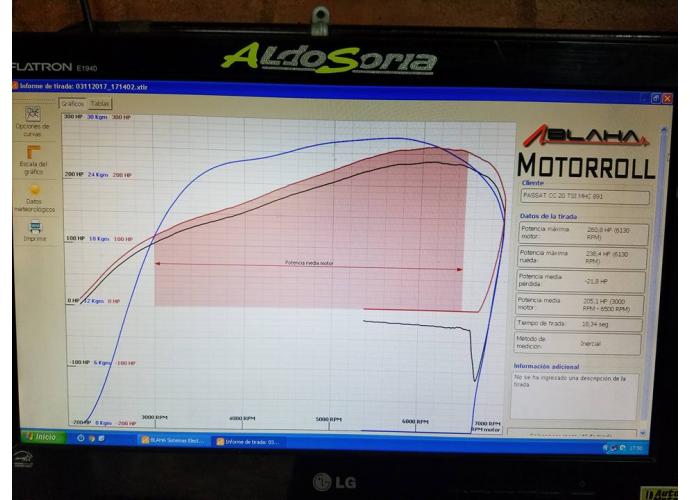 FLATRON E1940
AldoSoria
Informe de tirada: 03112017_171402.xtlr
Gráficos Tablas
Opciones de curvas
Escala del gráfico
Datos meteorológicos
Imprimir
300 HP 30 Kgm 300 HP
200 HP 24 Kgm 200 HP
100 HP 18 Kgm 100 HP
0 HP 12 Kgm 0 HP
-100 HP 6 Kgm -100 HP
-200 HP 0 Kgm -200 HP
Potencia media motor
3000 RPM 4000 RPM 5000 RPM 6000 RPM 7000 RPM
RPM motor
BLAHA
MOTORROLL
Cliente
PASSAT CC 20 TSI MHC 891
Datos de la tirada
Potencia máxima motor: 260,8 HP (6130 RPM)
Potencia máxima rueda: 238,4 HP (6130 RPM)
Potencia media pérdida: -21,8 HP
Potencia media motor: 205,1 HP (3000 RPM - 6500 RPM)
Tiempo de tirada: 18,34 seg
Método de medición: Inercial
Información adicional
No se ha ingresado una descripción de la tirada
Inicio
BLAHA Sistemas Elect...
Informe de tirada: 03...
LG